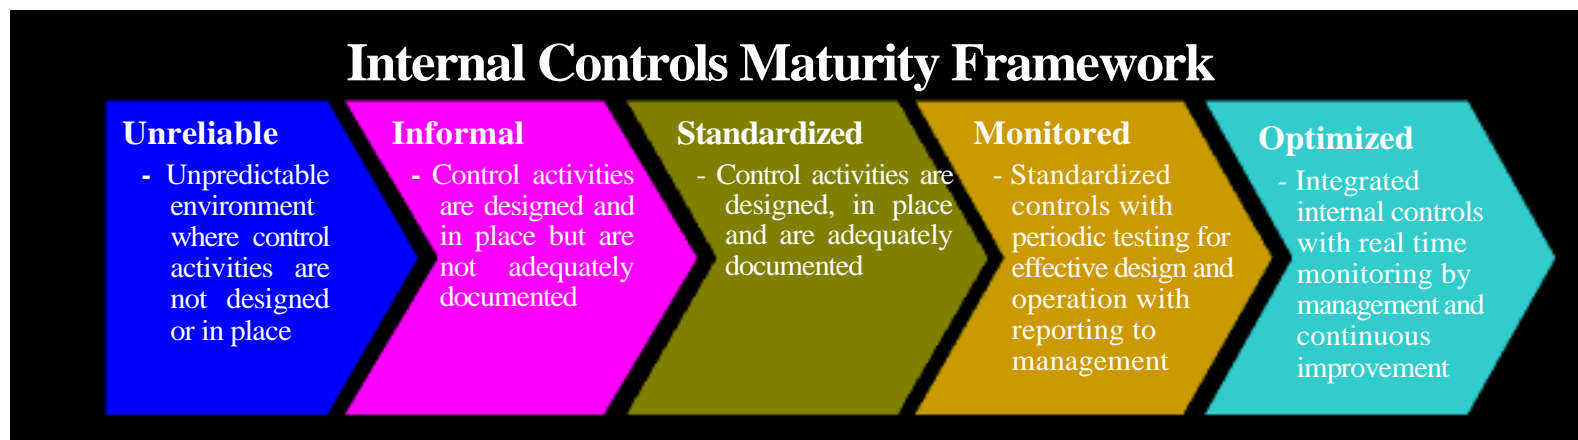 Internal Controls Maturity Framework
Unreliable
- Unpredictable
environment
where control
activities are
not designed
or in place
Informal
- Control activities
are designed and
in place but are
not adequately
documented
Standardized
- Control activities are
designed, in place
and are adequately
documented
Monitored
- Standardized
controls with
periodic testing for
effective design and
operation with
reporting to
management
Optimized
- Integrated
internal controls
with real time
monitoring by
management and
continuous
improvement